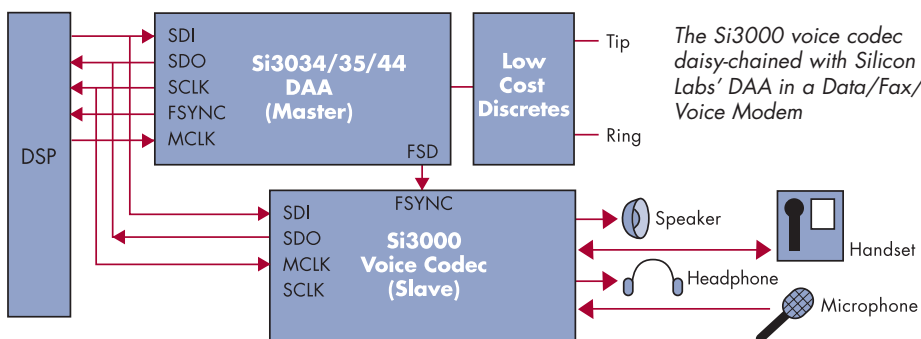 DSP
SDI
SDO
SCLK
FSYNC
MCLK
Si3034/35/44
DAA
(Master)
FSD
Low
Cost
Discretes
Tip
Ring
The Si3000 voice codec
daisy-chained with Silicon
Labs' DAA in a Data/Fax/
Voice Modem
FSYNC
SDI
SDO
MCLK
SCLK
Si3000
Voice Codec
(Slave)
Speaker
Handset
Headphone
Microphone